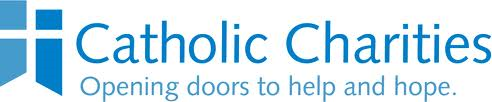 Catholic Charities
Opening doors to help and hope.